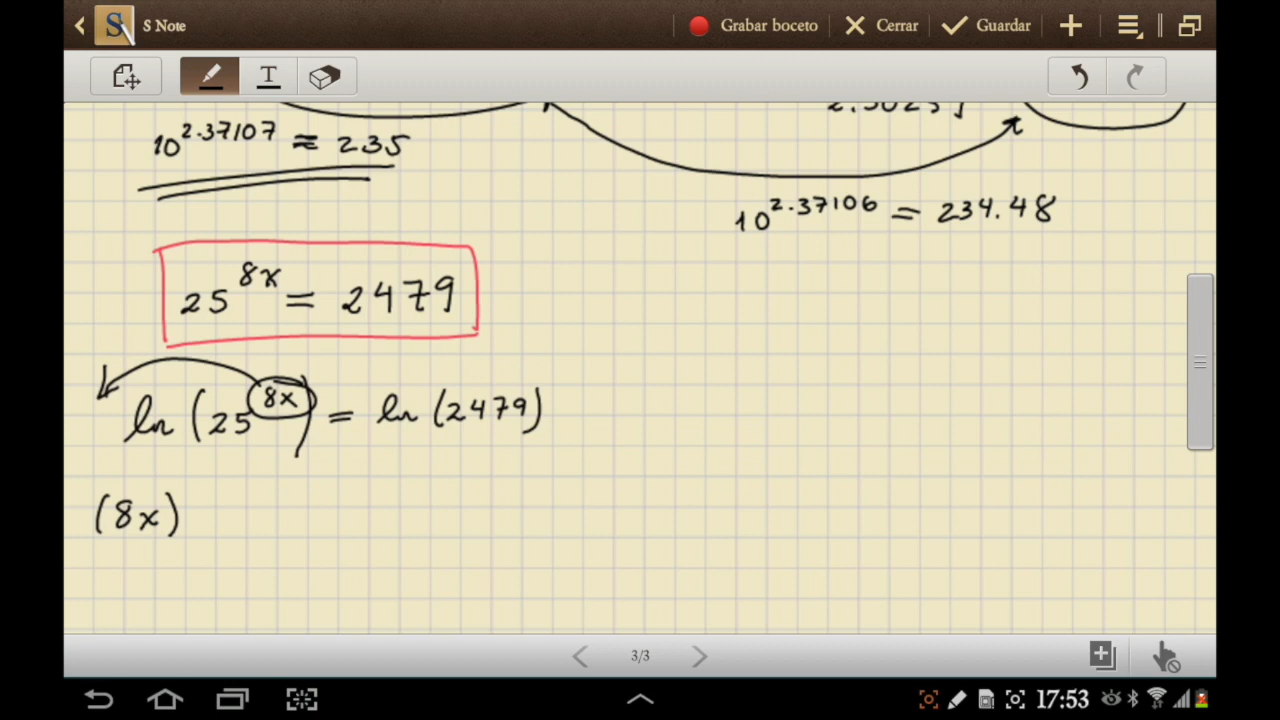 S Note
Grabar boceto
Cerrar
Guardar
T
10^2.37107 ≈ 235
10^2.37106 = 234.48
25^8x = 2479
ln (25^8x) = ln (2479)
(8x)
3/3
17:53